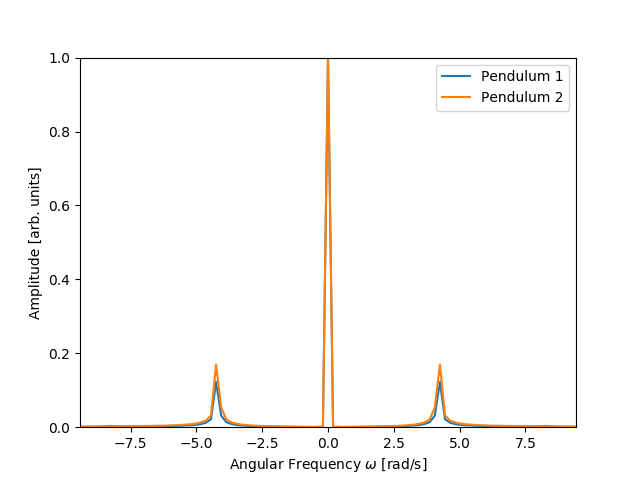 1.0
0.8
0.6
0.4
0.2
0.0
Amplitude [arb. units]
Pendulum 1
Pendulum 2
−7.5 −5.0 −2.5 0.0 2.5 5.0 7.5
Angular Frequency ω [rad/s]